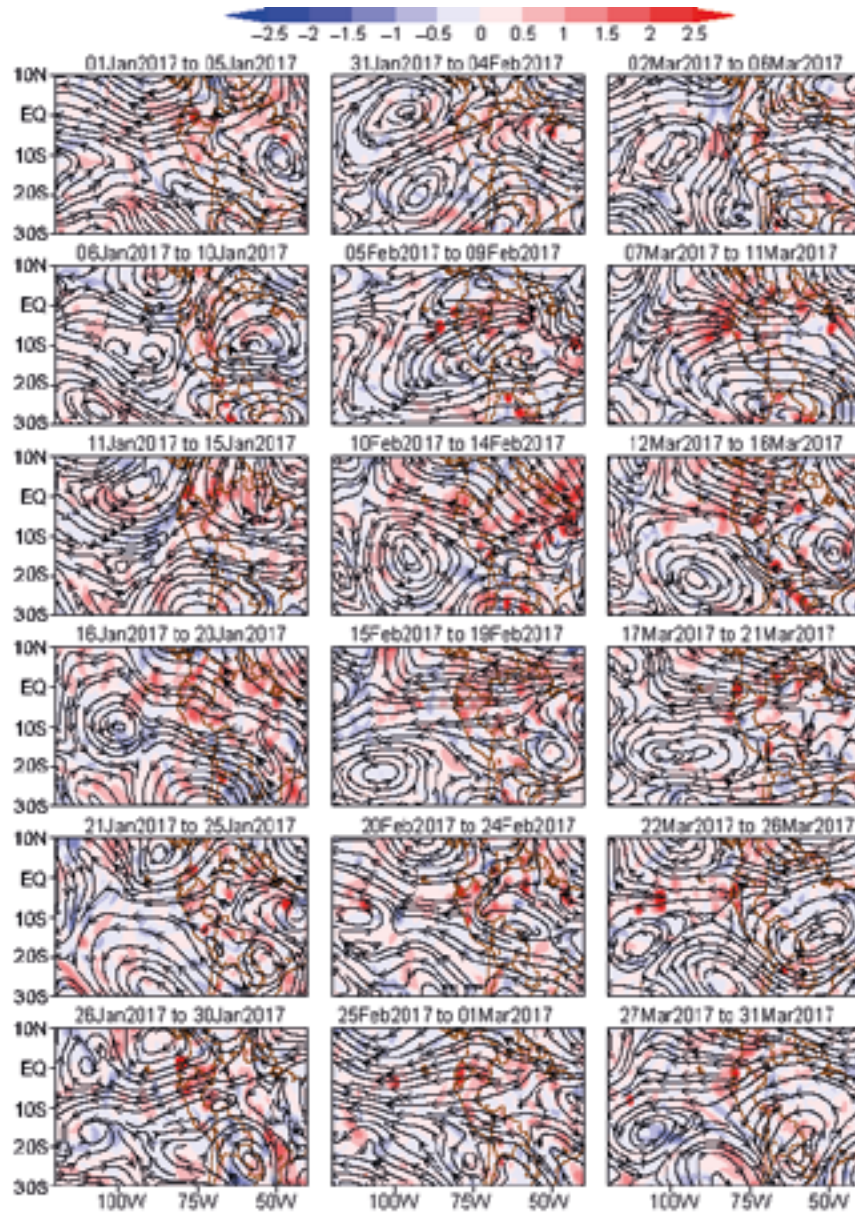 −2.5 −2 −1.5 −1 −0.5 0 0.5 1 1.5 2 2.5
01Jan2017 to 05Jan2017 31Jan2017 to 04Feb2017 02Mar2017 to 06Mar2017
10N
EQ
10S
20S
30S
06Jan2017 to 10Jan2017 05Feb2017 to 09Feb2017 07Mar2017 to 11Mar2017
10N
EQ
10S
20S
30S
11Jan2017 to 15Jan2017 10Feb2017 to 14Feb2017 12Mar2017 to 16Mar2017
10N
EQ
10S
20S
30S
16Jan2017 to 20Jan2017 15Feb2017 to 19Feb2017 17Mar2017 to 21Mar2017
10N
EQ
10S
20S
30S
21Jan2017 to 25Jan2017 20Feb2017 to 24Feb2017 22Mar2017 to 26Mar2017
10N
EQ
10S
20S
30S
26Jan2017 to 30Jan2017 25Feb2017 to 01Mar2017 27Mar2017 to 31Mar2017
10N
EQ
10S
20S
30S
100W 75W 50W 100W 75W 50W 100W 75W 50W